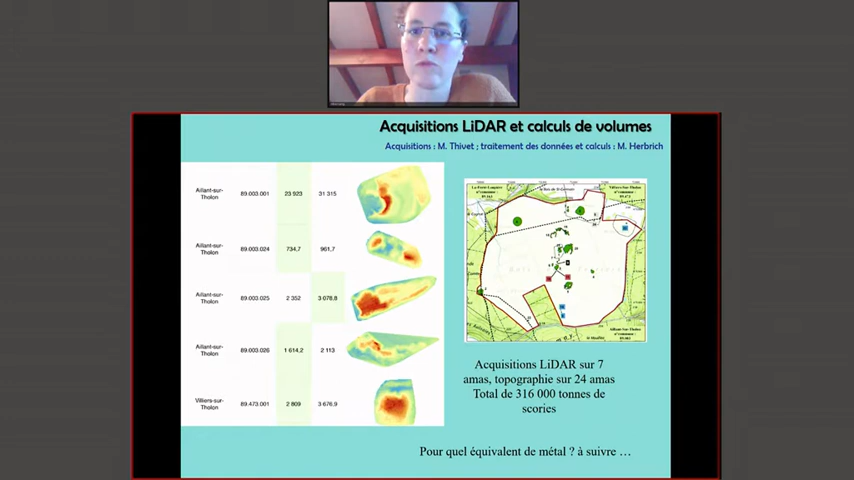 Acquisitions LiDAR et calculs de volumes
Acquisitions : M. Thivet ; traitement des données et calculs : M. Herbrich
Aillant-sur-Tholon 89.003.001 23 923 31 315
Aillant-sur-Tholon 89.003.024 734,7 961,7
Aillant-sur-Tholon 89.003.025 2 352 3 078,8
Aillant-sur-Tholon 89.003.026 1 614,2 2 113
Villiers-sur-Tholon 89.473.001 2 809 3 676,9
Acquisitions LiDAR sur 7
amas, topographie sur 24 amas
Total de 316 000 tonnes de
scories
Pour quel équivalent de métal ? à suivre …